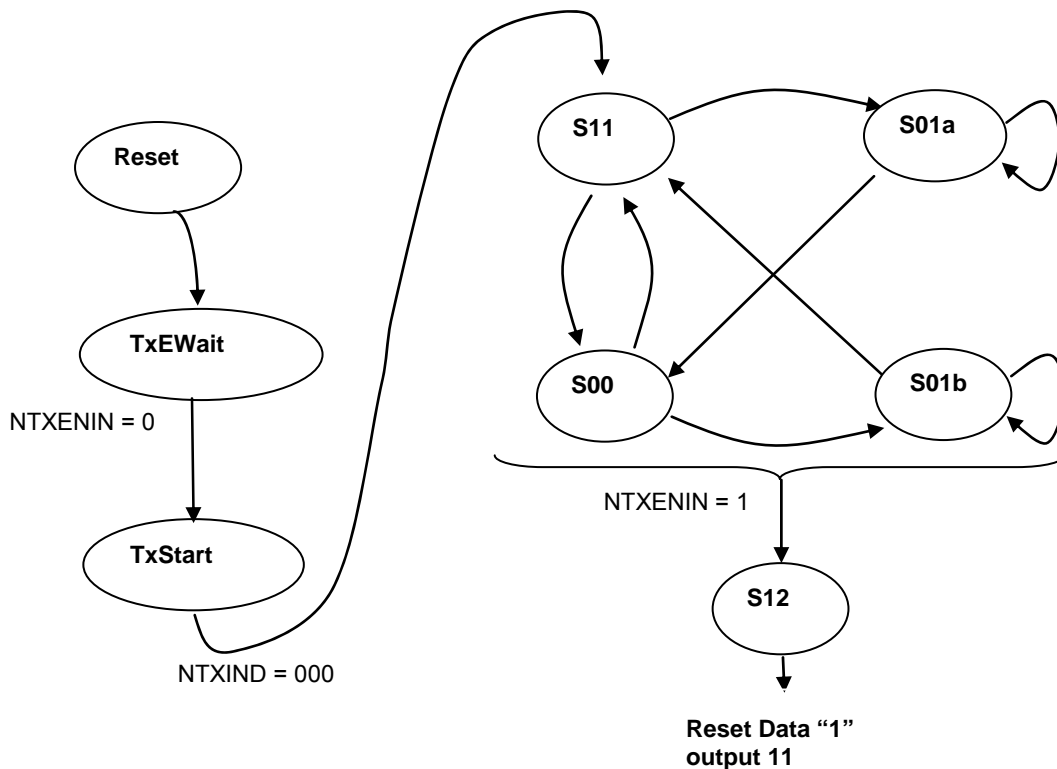 S11
S01a
Reset
TxEWait
S00
S01b
NTXENIN = 0
NTXENIN = 1
TxStart
S12
NTXIND = 000
Reset Data “1”
output 11